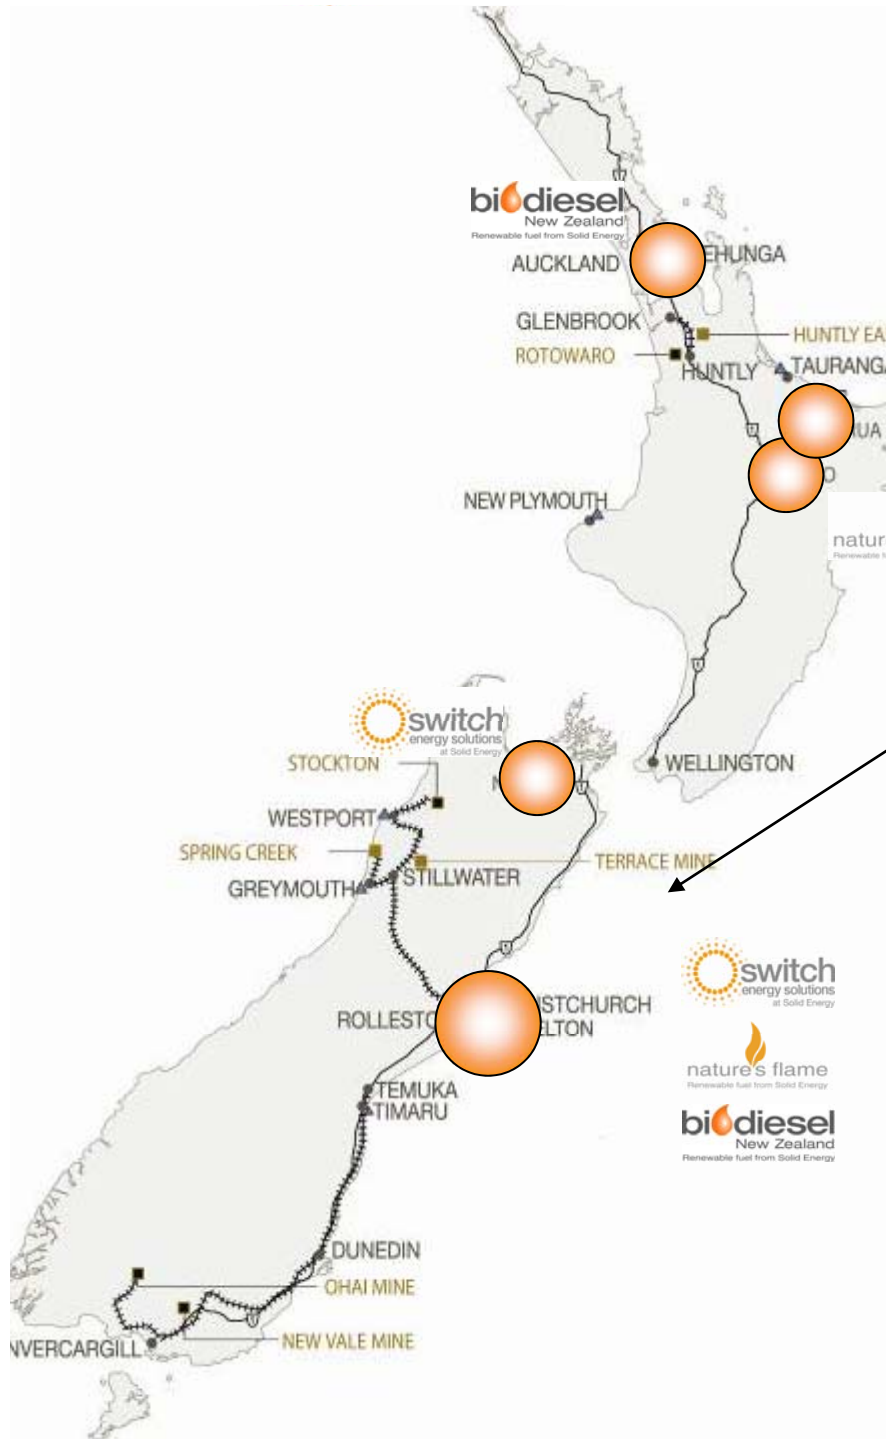 biodiesel
New Zealand
Renewable fuel from Solid Energy
EHUNGA
AUCKLAND
GLENBROOK
HUNTLY EA
ROTOWARO
HUNTLY
TAURANGA
UA
O
NEW PLYMOUTH
natur
switch
energy solutions
at Solid Energy
STOCKTON
WELLINGTON
WESTPORT
SPRING CREEK
TERRACE MINE
STILLWATER
GREYMOUTH
switch
energy solutions
at Solid Energy
ISTCHURCH
ROLLESTO
ELTON
nature's flame
Renewable fuel from Solid Energy
TEMUKA
TIMARU
biodiesel
New Zealand
Renewable fuel from Solid Energy
DUNEDIN
OHAI MINE
NEW VALE MINE
NVERCARGILL